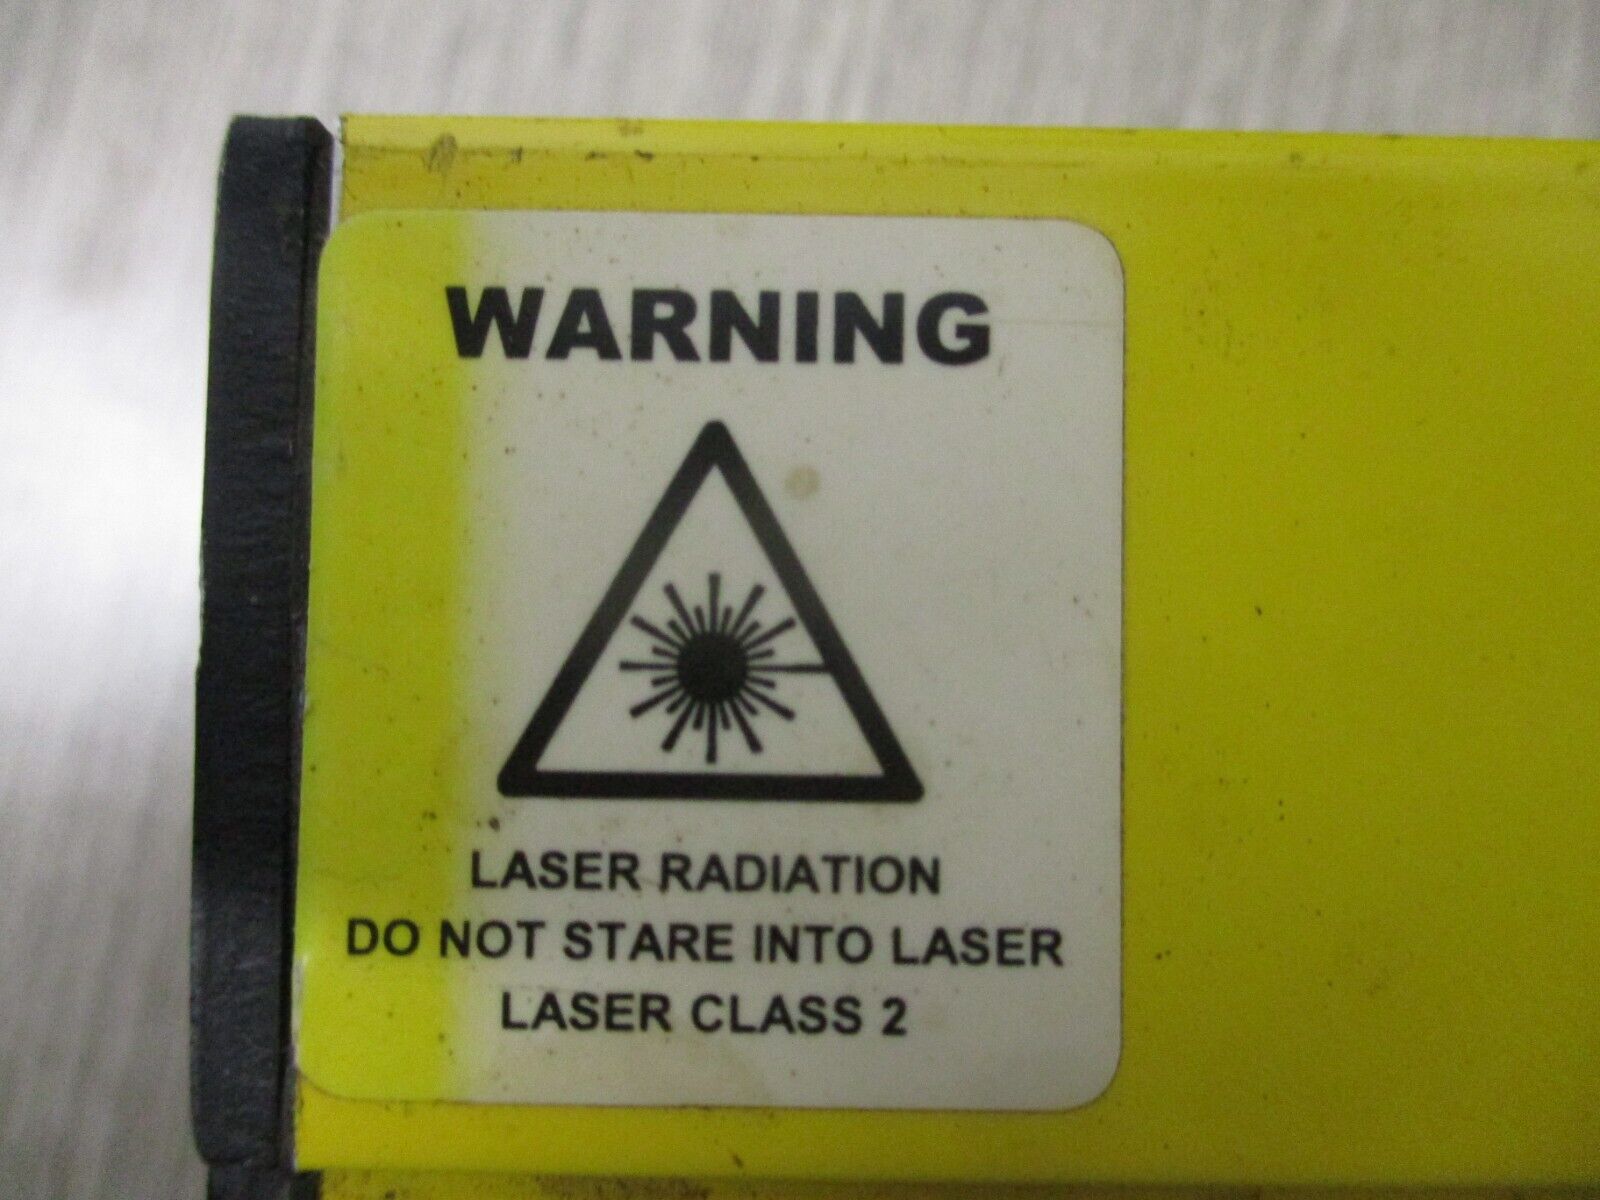 WARNING
LASER RADIATION
DO NOT STARE INTO LASER
LASER CLASS 2